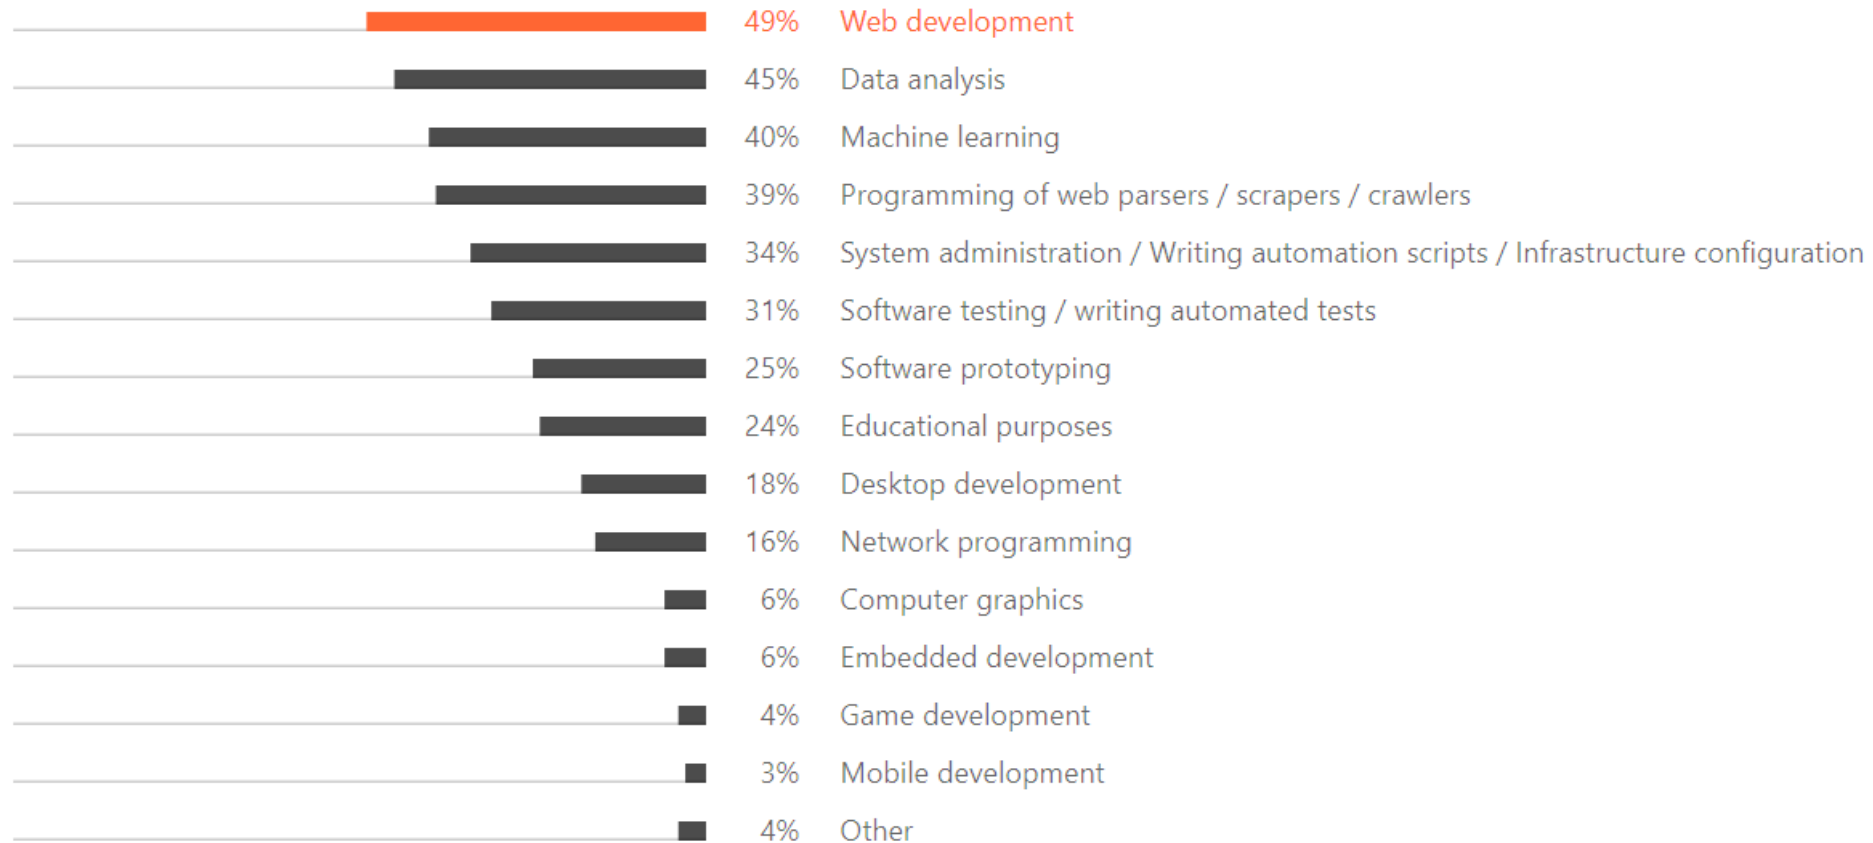 49% Web development
45% Data analysis
40% Machine learning
39% Programming of web parsers / scrapers / crawlers
34% System administration / Writing automation scripts / Infrastructure configuration
31% Software testing / writing automated tests
25% Software prototyping
24% Educational purposes
18% Desktop development
16% Network programming
6% Computer graphics
6% Embedded development
4% Game development
3% Mobile development
4% Other